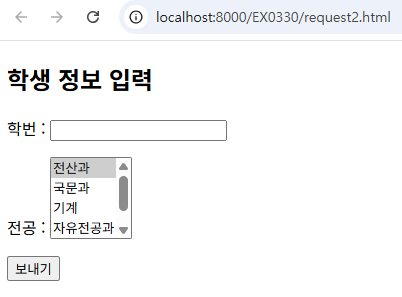 localhost:8000/EX0330/request2.html
학생 정보 입력
학번 :
전산과
국문과
기계
전공 : 자유전공과
보내기